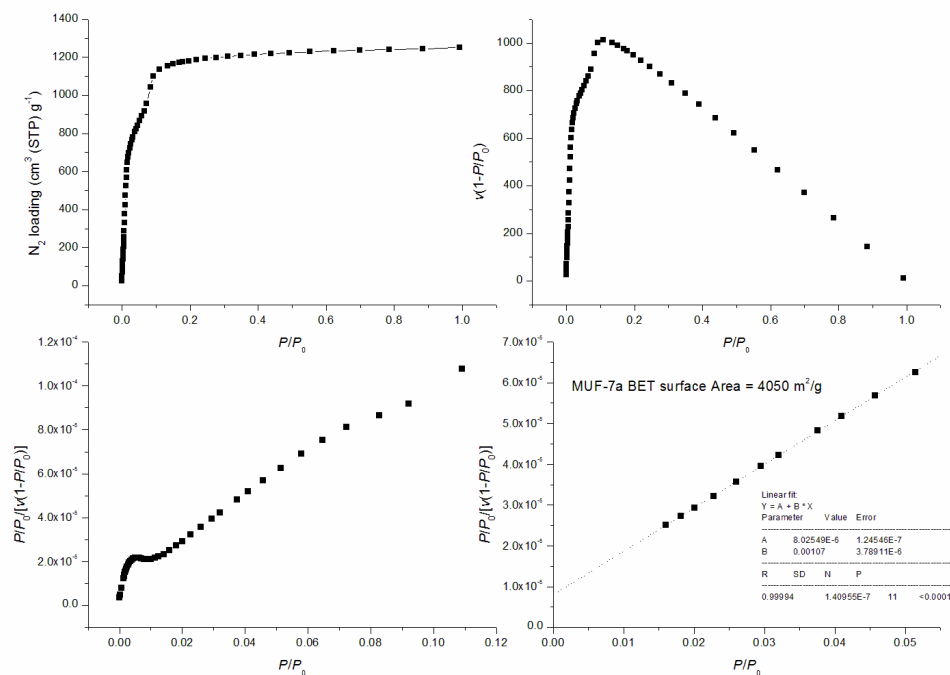 1400
1200
1000
800
600
400
200
0
N₂ loading (cm³ (STP) g⁻¹)
0.0 0.2 0.4 0.6 0.8 1.0
P/P₀
1000
800
600
400
200
0
v(1-P/P₀)
0.0 0.2 0.4 0.6 0.8 1.0
P/P₀
1.2x10⁻⁴
1.0x10⁻⁴
8.0x10⁻⁵
6.0x10⁻⁵
4.0x10⁻⁵
2.0x10⁻⁵
0.0
P/P₀/[v(1-P/P₀)]
0.00 0.02 0.04 0.06 0.08 0.10 0.12
P/P₀
7.0x10⁻⁵
6.0x10⁻⁵
5.0x10⁻⁵
4.0x10⁻⁵
3.0x10⁻⁵
2.0x10⁻⁵
1.0x10⁻⁵
0.0
P/P₀/[v(1-P/P₀)]
MUF-7a BET surface Area = 4050 m²/g
Linear fit:
Y = A + B * X
Parameter Value Error
A 8.02549E-6 1.24546E-7
B 0.00107 3.78911E-6
R SD N P
0.99994 1.40955E-7 11 <0.0001
0.00 0.01 0.02 0.03 0.04 0.05
P/P₀